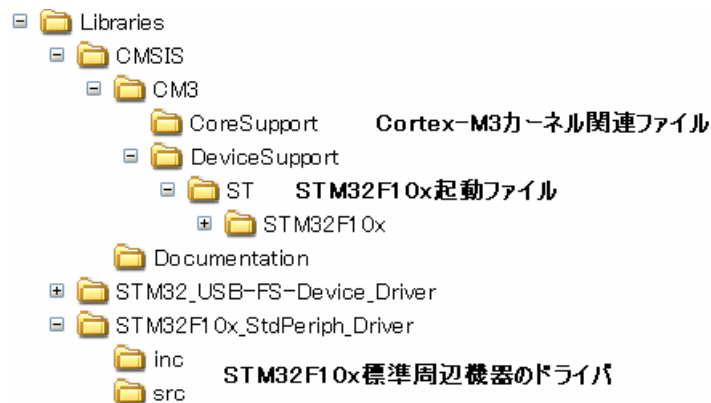 Libraries
CMSIS
CM3
CoreSupport Cortex-M3カーネル関連ファイル
DeviceSupport
ST STM32F10x起動ファイル
STM32F10x
Documentation
STM32_USB-FS-Device_Driver
STM32F10x_StdPeriph_Driver
inc
STM32F10x標準周辺機器のドライバ
src